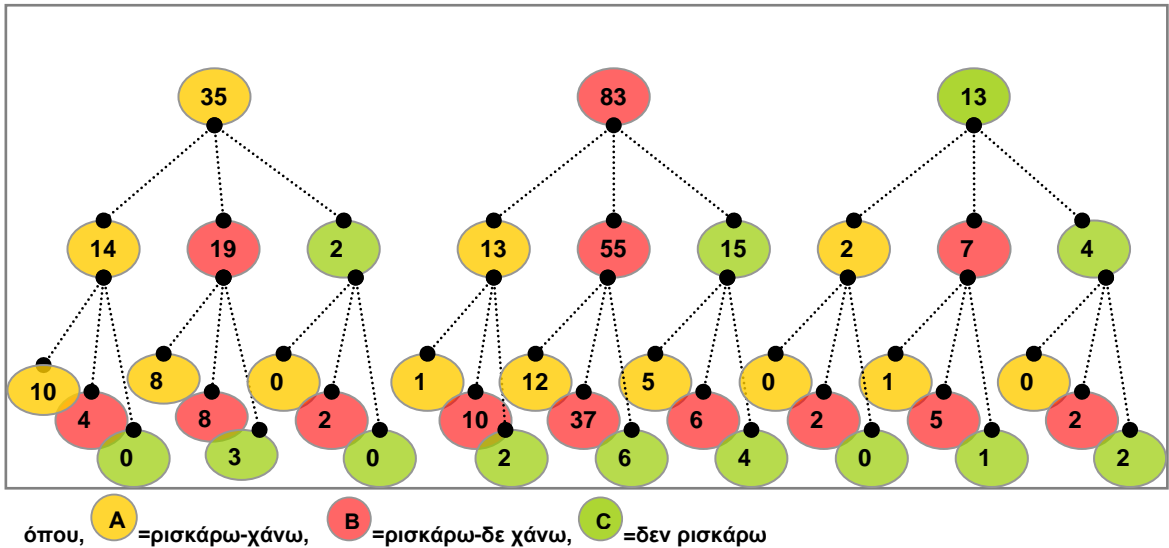 35 83 13
14 19 2 13 55 15 2 7 4
10 8 0 1 12 5 0 1 0
4 8 2 10 37 6 2 5 2
0 3 0 2 6 4 0 1 2
όπου, A =ρισκάρω-χάνω, B =ρισκάρω-δε χάνω, C =δεν ρισκάρω